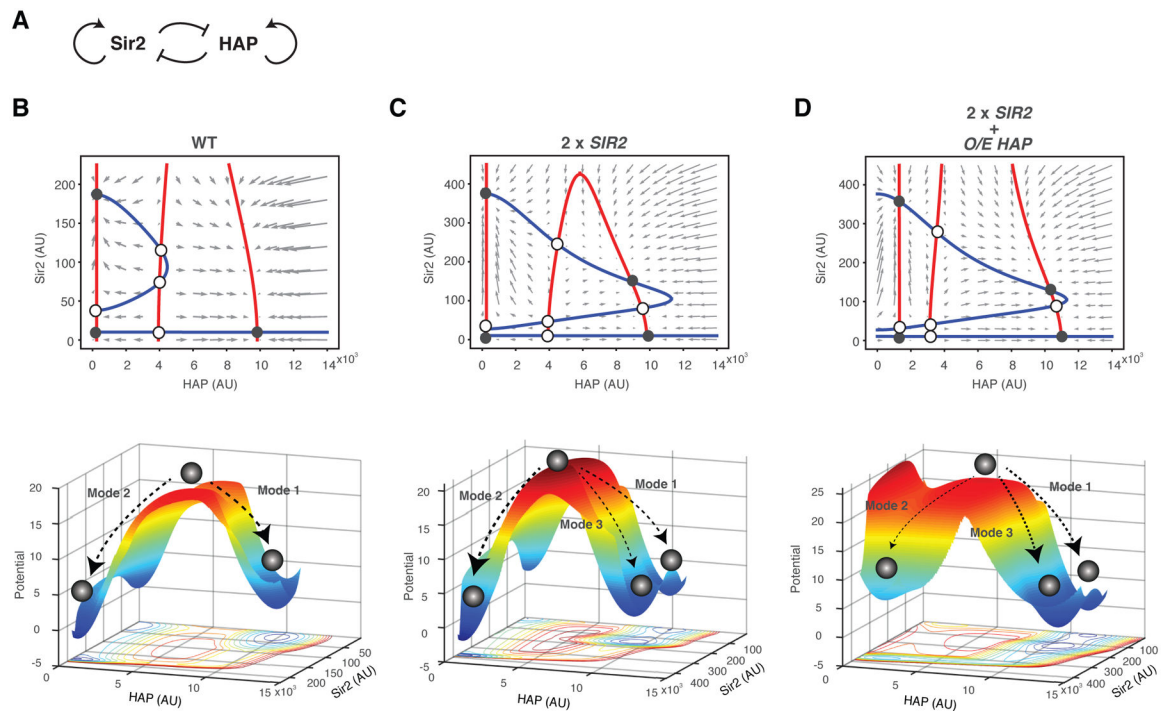 A
Sir2
HAP
B
C
D
WT
2 x SIR2
2 x SIR2
+
O/E HAP
Sir2 (AU)
200
150
100
50
0
0 2 4 6 8 10 12 14 x10³
HAP (AU)
Sir2 (AU)
400
300
200
100
0
0 2 4 6 8 10 12 14 x10³
HAP (AU)
Sir2 (AU)
400
300
200
100
0
0 2 4 6 8 10 12 14 x10³
HAP (AU)
Mode 2
Mode 1
Potential
20
15
10
5
0
-5
0 5 10 15 x10³
HAP (AU)
200 150 100 50
Sir2 (AU)
Mode 2
Mode 1
Mode 3
Potential
20
15
10
5
0
-5
0 5 10 15 x10³
HAP (AU)
400 300 200 100
Sir2 (AU)
Mode 2
Mode 1
Mode 3
Potential
25
20
15
10
5
0
-5
0 5 10 15 x10³
HAP (AU)
400 300 200 100
Sir2 (AU)